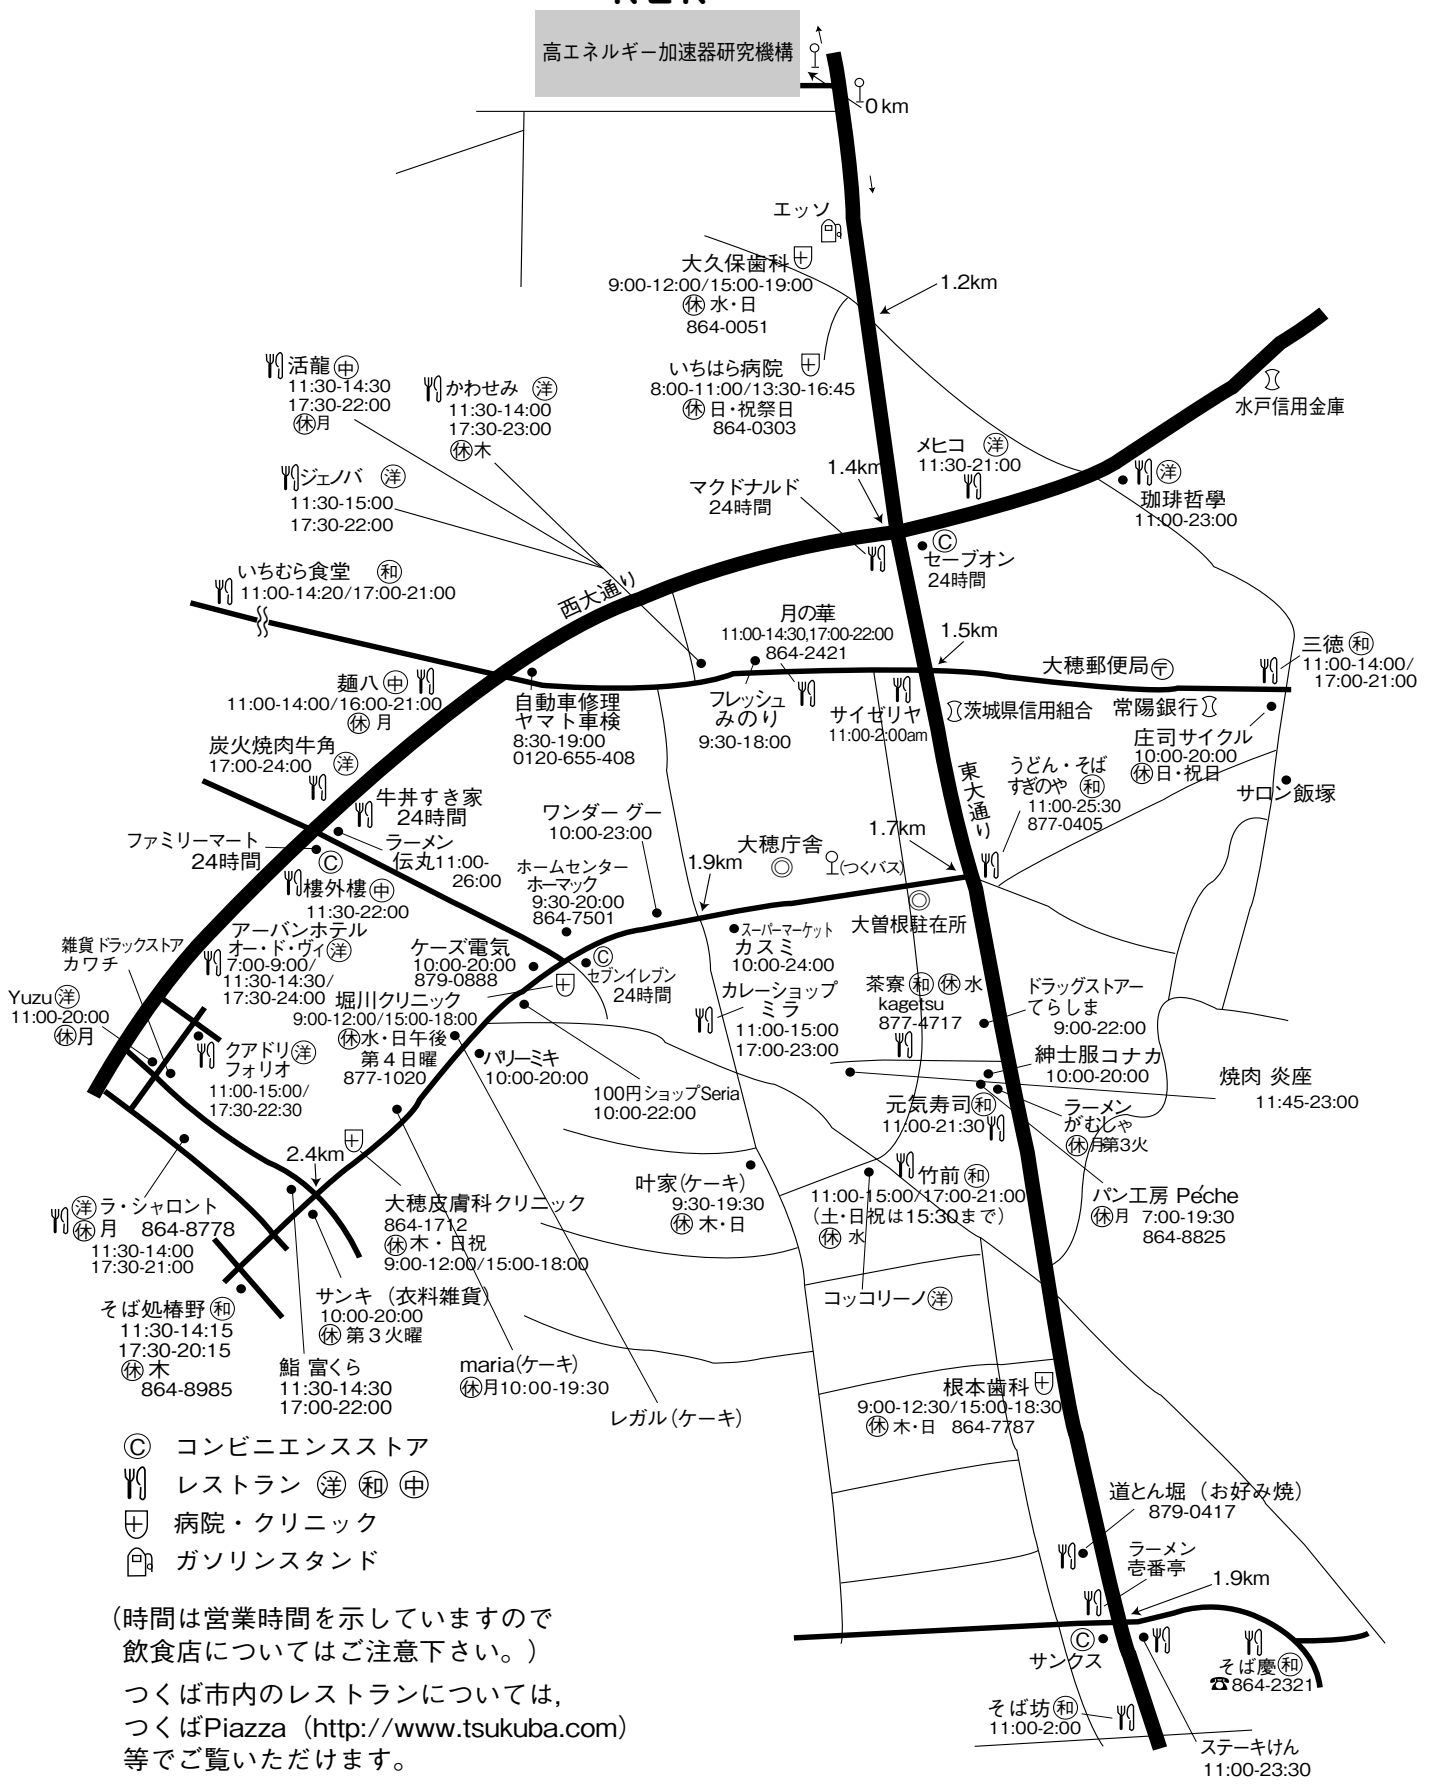 高エネルギー加速器研究機構
0 km
エッソ
大久保歯科
9:00-12:00/15:00-19:00
休 水・日
864-0051
1.2km
いちはら病院
8:00-11:00/13:30-16:45
休 日・祝祭日
864-0303
水戸信用金庫
活龍 中
11:30-14:30
17:30-22:00
休月
かわせみ 洋
11:30-14:00
17:30-23:00
休木
ジェノバ 洋
11:30-15:00
17:30-22:00
メヒコ 洋
11:30-21:00
1.4km
マクドナルド
24時間
洋
珈琲哲學
11:00-23:00
C
セーブオン
24時間
いちむら食堂 和
11:00-14:20/17:00-21:00
西大通り
月の華
11:00-14:30,17:00-22:00
864-2421
1.5km
大穂郵便局〒
三徳 和
11:00-14:00/
17:00-21:00
麺八 中
11:00-14:00/16:00-21:00
休 月
自動車修理
ヤマト車検
8:30-19:00
0120-655-408
フレッシュ
みのり
9:30-18:00
サイゼリヤ
11:00-2:00am
茨城県信用組合
常陽銀行
庄司サイクル
10:00-20:00
休日・祝日
サロン飯塚
炭火焼肉牛角
17:00-24:00 洋
東大通り
うどん・そば
すぎのや 和
11:00-25:30
877-0405
牛丼すき家
24時間
ファミリーマート
24時間
C
ラーメン
伝丸11:00-
26:00
ワンダー グー
10:00-23:00
1.7km
大穂庁舎
◎
(つくバス)
1.9km
ホームセンター
ホーマック
9:30-20:00
864-7501
樓外樓 中
11:30-22:00
◎
大曽根駐在所
スーパーマーケット
カスミ
10:00-24:00
アーバンホテル
オー・ド・ヴィ 洋
7:00-9:00/
11:30-14:30/
17:30-24:00
雑貨 ドラックストア
カワチ
ケーズ電気
10:00-20:00
879-0888
C
セブンイレブン
24時間
Yuzu 洋
11:00-20:00
休月
堀川クリニック
9:00-12:00/15:00-18:00
休水・日午後
第４日曜
877-1020
カレーショップ
ミラ
11:00-15:00
17:00-23:00
茶寮 和 休 水
kagetsu
877-4717
ドラッグストアー
てらしま
9:00-22:00
クアドリ 洋
フォリオ
11:00-15:00/
17:30-22:30
パリーミキ
10:00-20:00
紳士服コナカ
10:00-20:00
100円ショップSeria
10:00-22:00
焼肉 炎座
11:45-23:00
元気寿司 和
11:00-21:30
ラーメン
がむしゃ
休月第3火
2.4km
叶家(ケーキ)
9:30-19:30
休 木・日
竹前 和
11:00-15:00/17:00-21:00
(土・日祝は15:30まで)
休 水
パン工房 Péche
休月 7:00-19:30
864-8825
洋 ラ・シャロント
休 月 864-8778
11:30-14:00
17:30-21:00
大穂皮膚科クリニック
864-1712
休木・日祝
9:00-12:00/15:00-18:00
サンキ（衣料雑貨）
10:00-20:00
休 第３火曜
コッコリーノ 洋
そば処椿野 和
11:30-14:15
17:30-20:15
休 木
864-8985
鮨 富くら
11:30-14:30
17:00-22:00
maria(ケーキ)
休月10:00-19:30
レガル(ケーキ)
根本歯科
9:00-12:30/15:00-18:30
休 木・日 864-7787
C コンビニエンスストア
レストラン 洋 和 中
病院・クリニック
ガソリンスタンド
道とん堀（お好み焼）
879-0417
ラーメン
壱番亭
1.9km
C
サンクス
そば慶 和
☎864-2321
そば坊 和
11:00-2:00
ステーキけん
11:00-23:30
（時間は営業時間を示していますので
飲食店についてはご注意下さい。）
つくば市内のレストランについては,
つくばPiazza（http://www.tsukuba.com）
等でご覧いただけます。